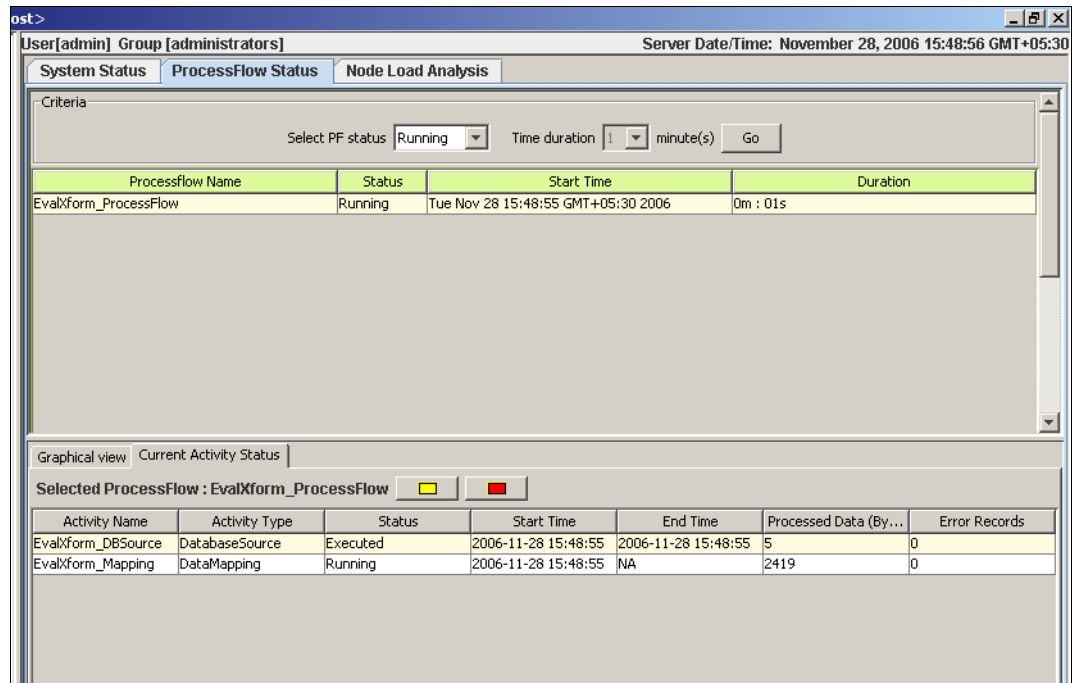 ost>
User[admin] Group [administrators] Server Date/Time: November 28, 2006 15:48:56 GMT+05:30
System Status ProcessFlow Status Node Load Analysis
Criteria
Select PF status Running Time duration 1 minute(s) Go
Processflow Name Status Start Time Duration
EvalXform_ProcessFlow Running Tue Nov 28 15:48:55 GMT+05:30 2006 0m : 01s
Graphical view Current Activity Status
Selected ProcessFlow : EvalXform_ProcessFlow
Activity Name Activity Type Status Start Time End Time Processed Data (By... Error Records
EvalXform_DBSource DatabaseSource Executed 2006-11-28 15:48:55 2006-11-28 15:48:55 5 0
EvalXform_Mapping DataMapping Running 2006-11-28 15:48:55 NA 2419 0